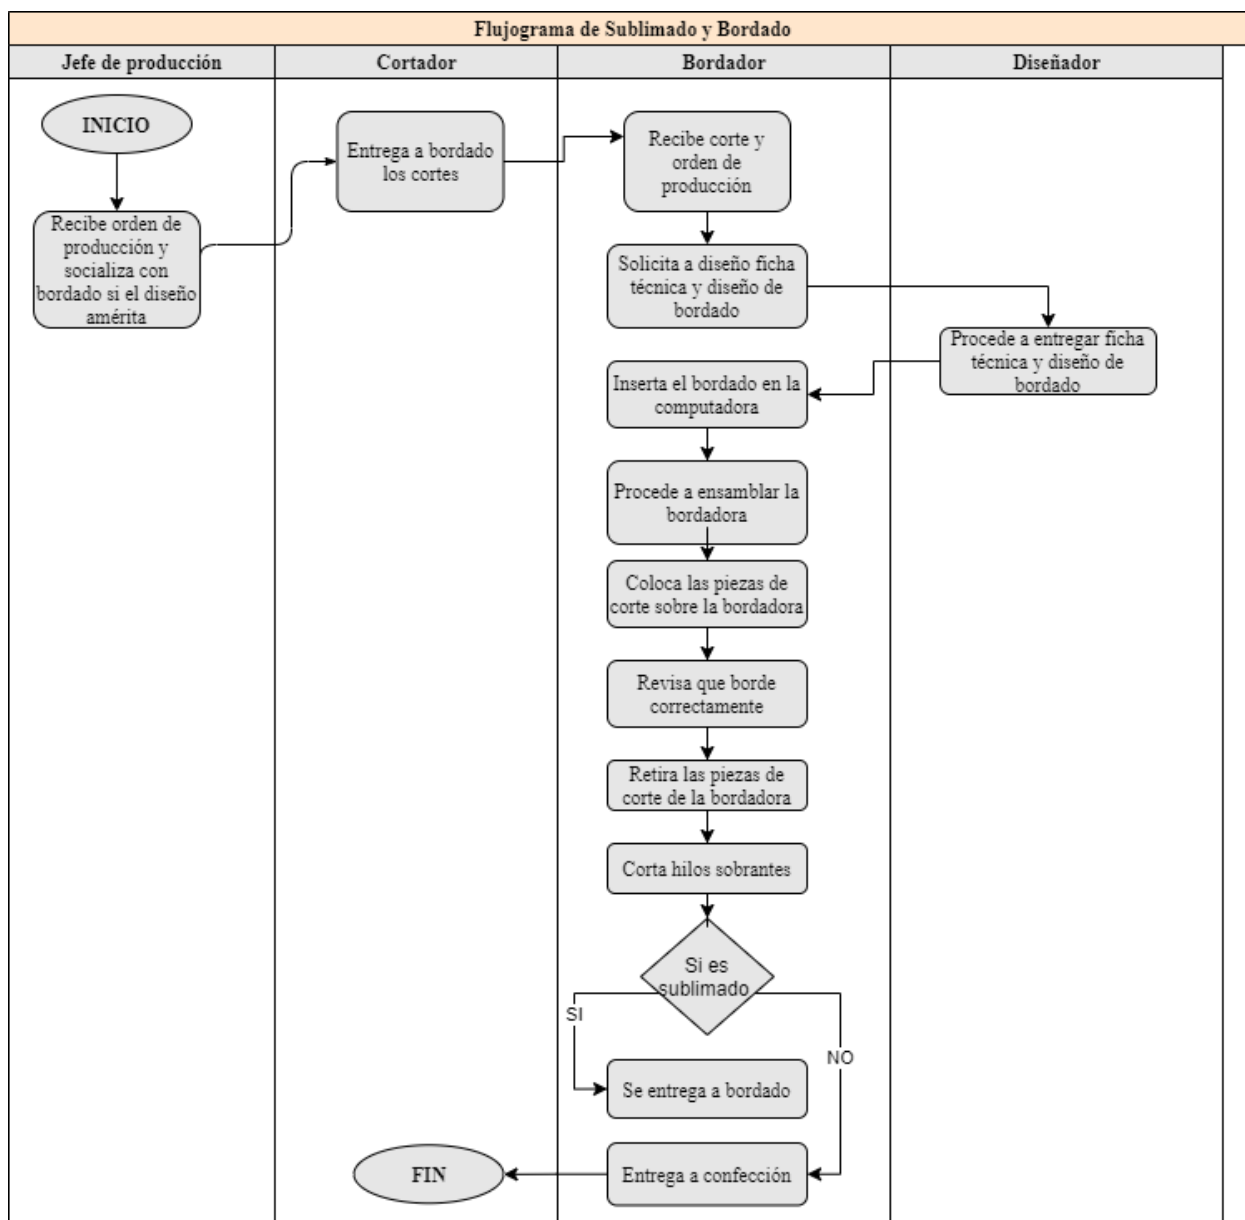 Flujograma de Sublimado y Bordado
Jefe de producción
Cortador
Bordador
Diseñador
INICIO
Recibe orden de
producción y
socializa con
bordado si el diseño
amérita
Entrega a bordado
los cortes
Recibe corte y
orden de
producción
Solicita a diseño ficha
técnica y diseño de
bordado
Procede a entregar ficha
técnica y diseño de
bordado
Inserta el bordado en la
computadora
Procede a ensamblar la
bordadora
Coloca las piezas de
corte sobre la bordadora
Revisa que borde
correctamente
Retira las piezas de
corte de la bordadora
Corta hilos sobrantes
Si es
sublimado
SI
NO
Se entrega a bordado
Entrega a confección
FIN